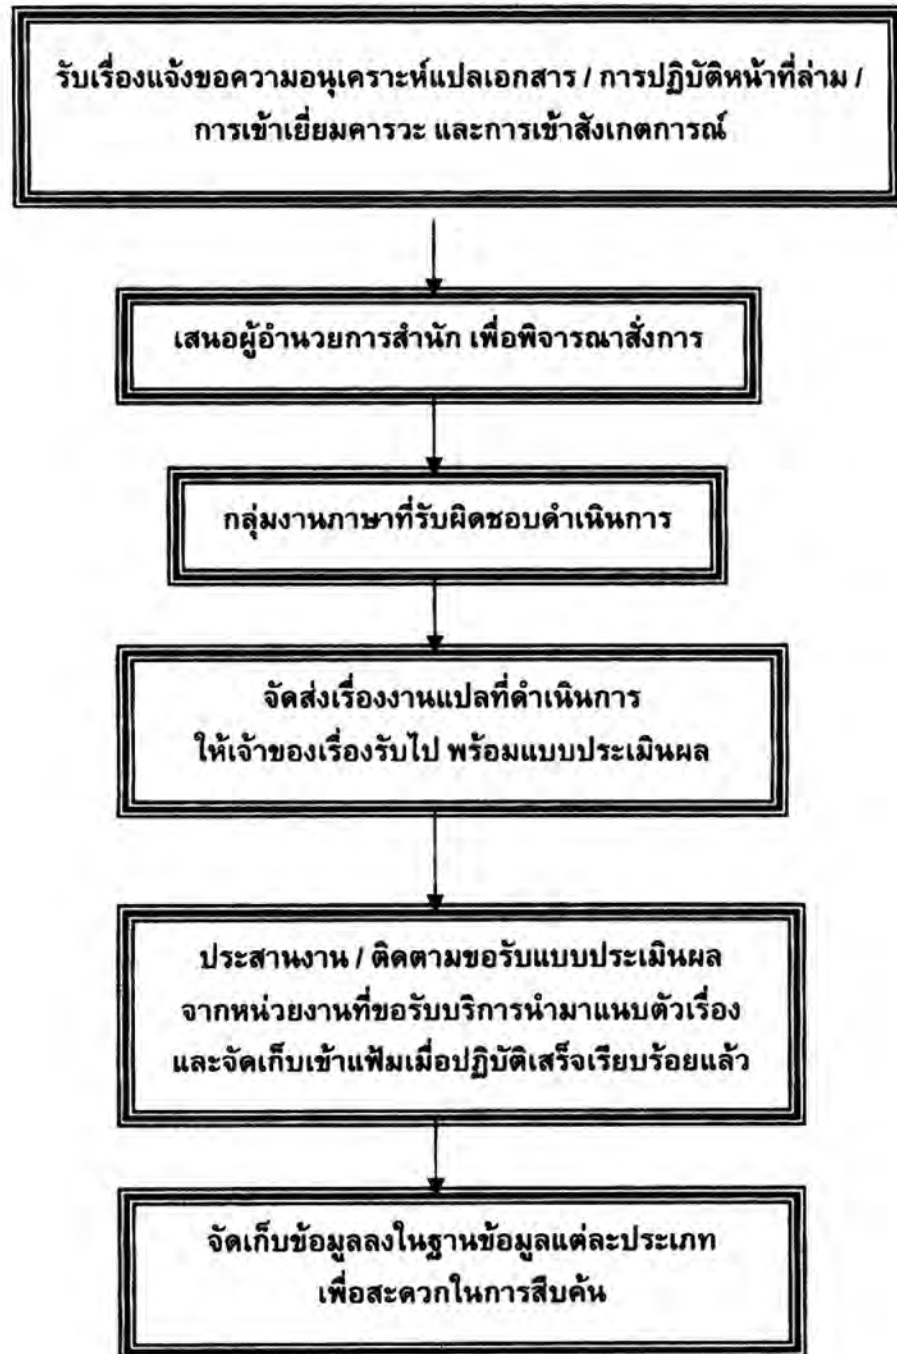 รับเรื่องแจ้งขอความอนุเคราะห์แปลเอกสาร / การปฏิบัติหน้าที่ล่าม /
การเข้าเยี่ยมคารวะ และการเข้าสังเกตการณ์
เสนอผู้อำนวยการสำนัก เพื่อพิจารณาสั่งการ
กลุ่มงานภาษาที่รับผิดชอบดำเนินการ
จัดส่งเรื่องงานแปลที่ดำเนินการ
ให้เจ้าของเรื่องรับไป พร้อมแบบประเมินผล
ประสานงาน / ติดตามขอรับแบบประเมินผล
จากหน่วยงานที่ขอรับบริการนำมาแนบตัวเรื่อง
และจัดเก็บเข้าแฟ้มเมื่อปฏิบัติเสร็จเรียบร้อยแล้ว
จัดเก็บข้อมูลลงในฐานข้อมูลแต่ละประเภท
เพื่อสะดวกในการสืบค้น